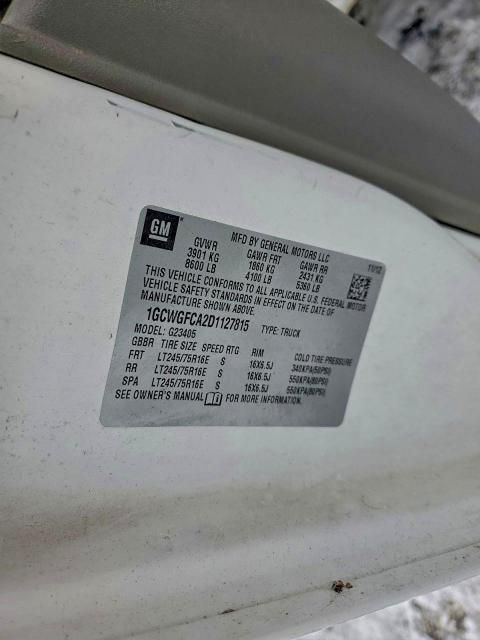 GM
MFD BY GENERAL MOTORS LLC
11/12
GVWR GAWR FRT GAWR RR
3901 KG 1860 KG 2431 KG
8600 LB 4100 LB 5360 LB
THIS VEHICLE CONFORMS TO ALL APPLICABLE U.S. FEDERAL MOTOR
VEHICLE SAFETY STANDARDS IN EFFECT ON THE DATE OF
MANUFACTURE SHOWN ABOVE.
1GCWGFCA2D1127815 TYPE: TRUCK
MODEL: G23405
GBBR TIRE SIZE SPEED RTG RIM COLD TIRE PRESSURE
FRT LT245/75R16E S 16X6.5J 340KPA(50PSI)
RR LT245/75R16E S 16X6.5J 550KPA(80PSI)
SPA LT245/75R16E S 16X6.5J 550KPA(80PSI)
SEE OWNER'S MANUAL FOR MORE INFORMATION.